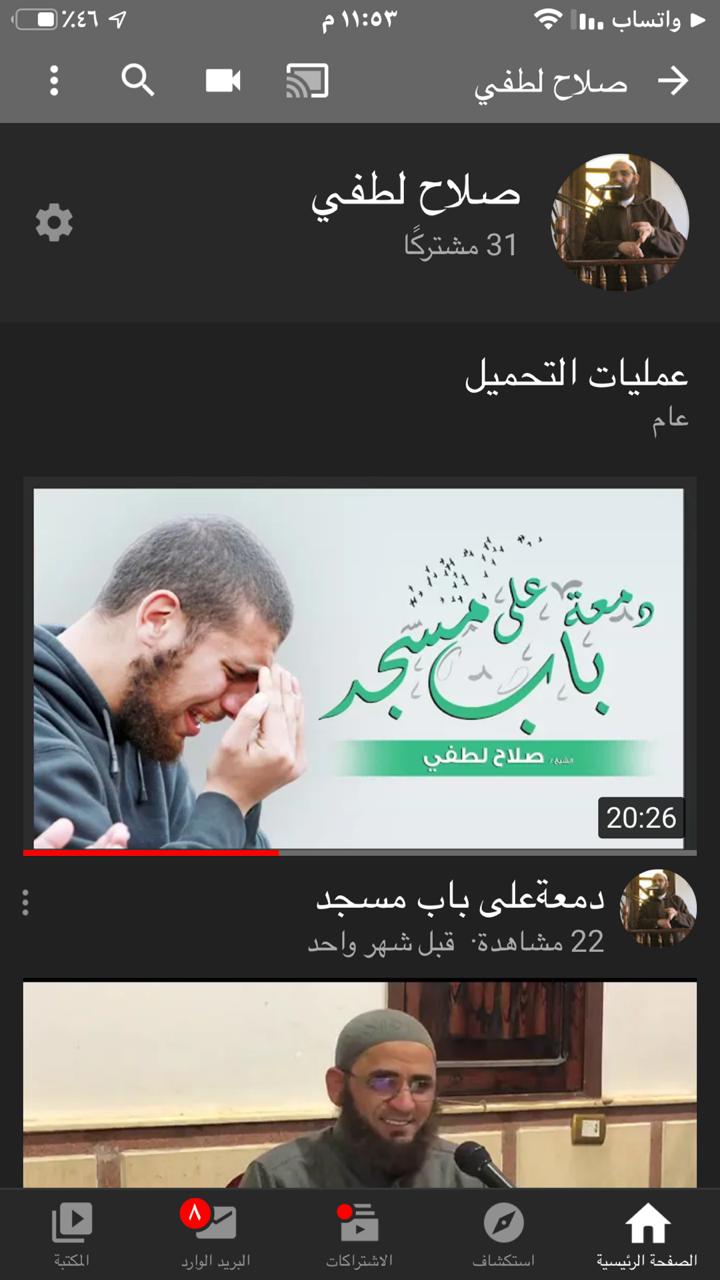 واتساب ١١:٥٣ م ٪٤٦
صلاح لطفي
صلاح لطفي
31 مشتركًا
عمليات التحميل
عام
دمعة على مسجد
باب
الشيخ / صلاح لطفي
20:26
دمعةعلى باب مسجد
22 مشاهدة · قبل شهر واحد
الصفحة الرئيسية
استكشاف
الاشتراكات
٨
البريد الوارد
المكتبة